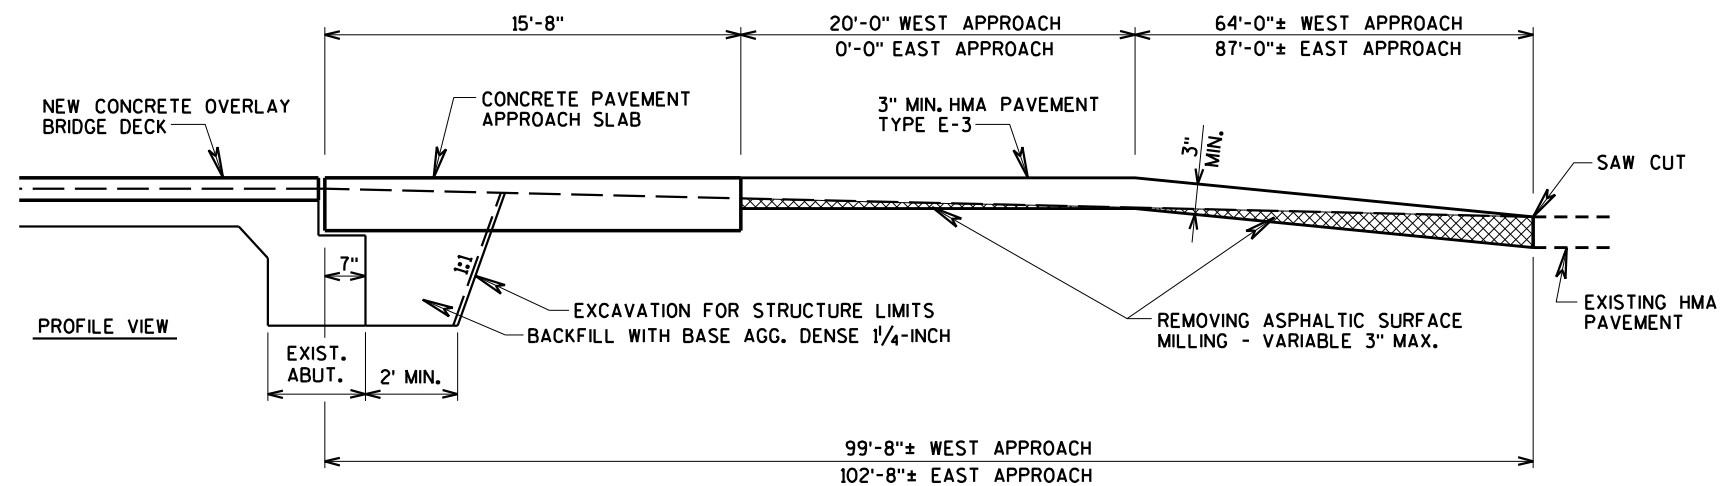 15'-8"
20'-0" WEST APPROACH
0'-0" EAST APPROACH
64'-0"± WEST APPROACH
87'-0"± EAST APPROACH
NEW CONCRETE OVERLAY
BRIDGE DECK
CONCRETE PAVEMENT
APPROACH SLAB
3" MIN. HMA PAVEMENT
TYPE E-3
3"
MIN.
SAW CUT
7"
1:1
EXCAVATION FOR STRUCTURE LIMITS
BACKFILL WITH BASE AGG. DENSE 1 1/4-INCH
REMOVING ASPHALTIC SURFACE
MILLING - VARIABLE 3" MAX.
EXISTING HMA
PAVEMENT
PROFILE VIEW
EXIST.
ABUT.
2' MIN.
99'-8"± WEST APPROACH
102'-8"± EAST APPROACH